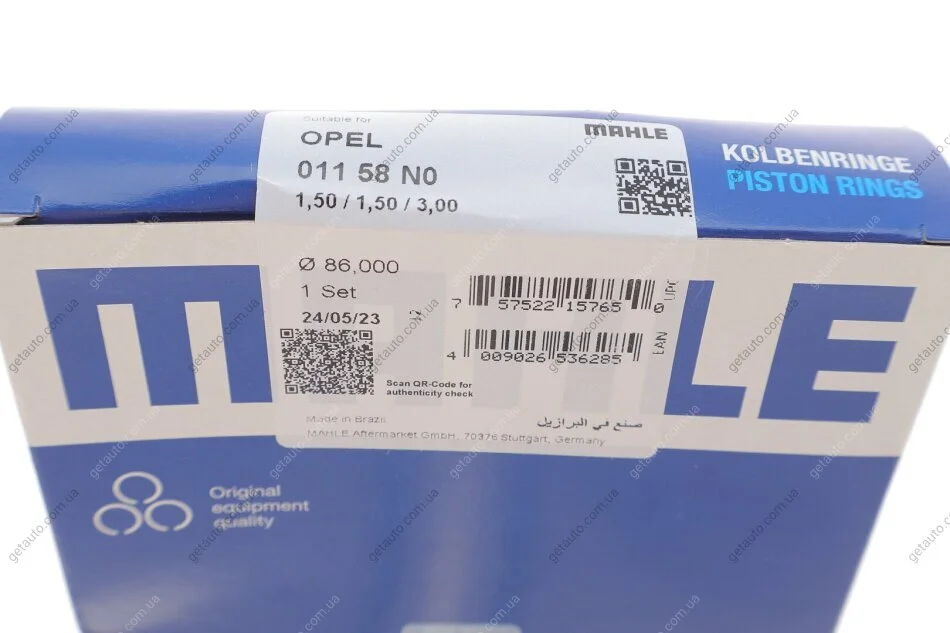 Suitable for
OPEL
MAHLE
011 58 N0
1,50 / 1,50 / 3,00
KOLBENRINGE
PISTON RINGS
Ø 86,000
1 Set
24/05/23
7 57522 15765 0 UPC
4 009026 536285 EAN
Scan QR-Code for
authenticity check
Made in Brazil
صنع في البرازيل
MAHLE Aftermarket GmbH, 70376 Stuttgart, Germany
Original
equipment
quality
getauto.com.ua